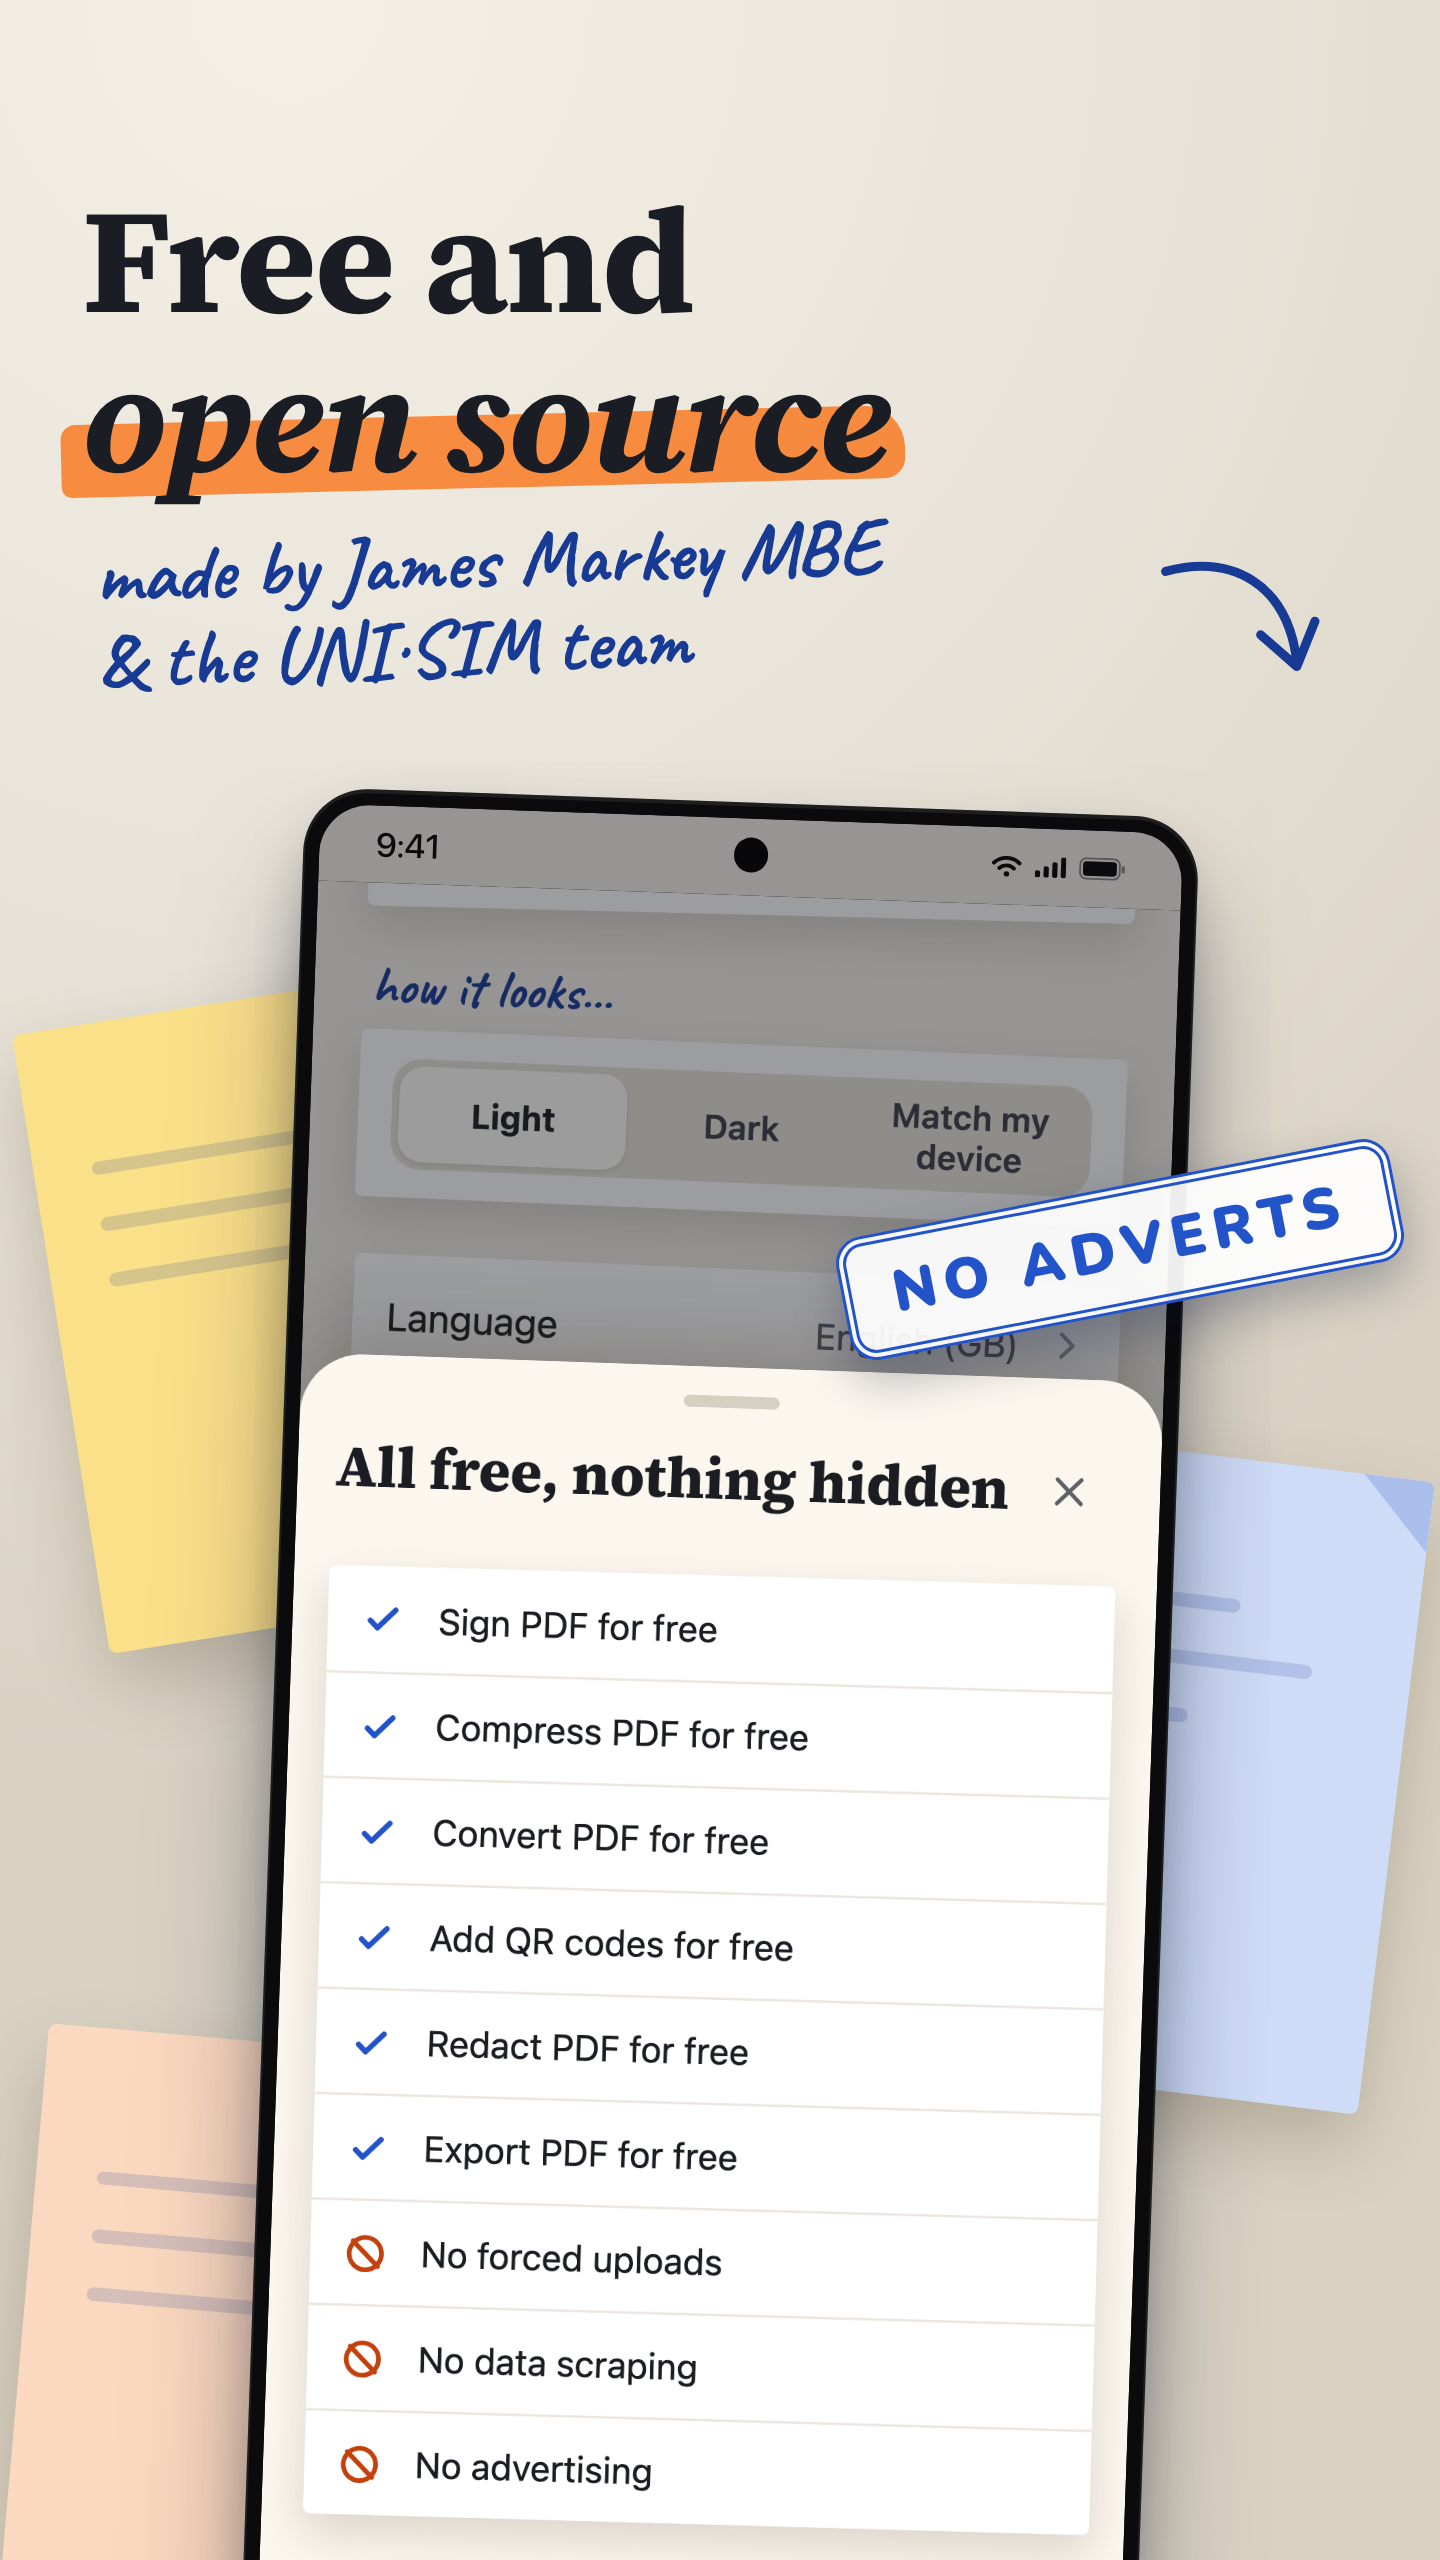 Free and
open source
made by James Markey MBE
& the UNI·SIM team
9:41
how it looks...
Light
Dark
Match my
device
NO ADVERTS
Language
English (GB)
All free, nothing hidden
Sign PDF for free
Compress PDF for free
Convert PDF for free
Add QR codes for free
Redact PDF for free
Export PDF for free
No forced uploads
No data scraping
No advertising